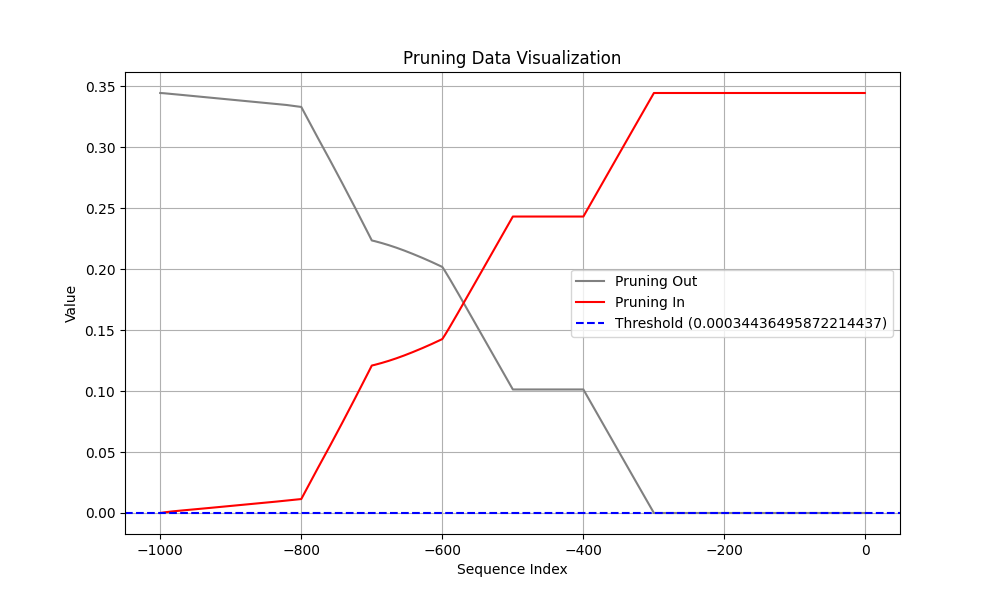 Pruning Data Visualization
Value
0.35
0.30
0.25
0.20
0.15
0.10
0.05
0.00
Pruning Out
Pruning In
Threshold (0.00034436495872214437)
−1000
−800
−600
−400
−200
0
Sequence Index